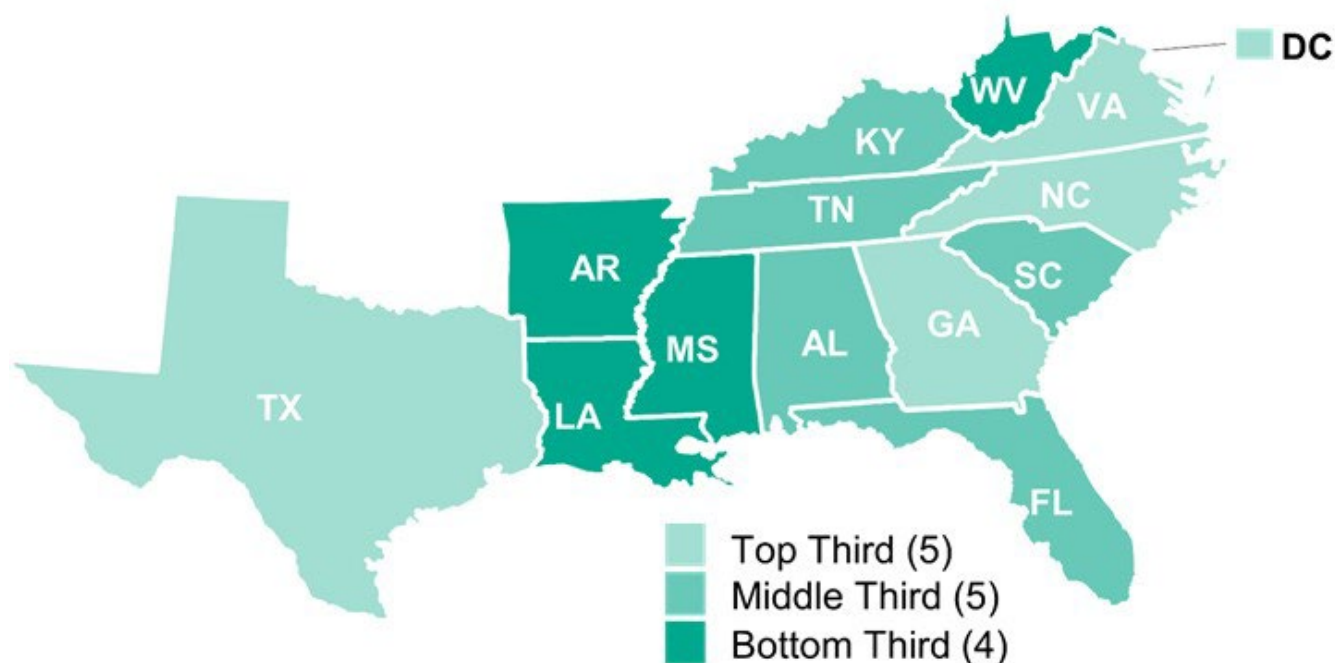 DC
WV
VA
KY
NC
TN
AR
SC
GA
MS
AL
TX
LA
FL
Top Third (5)
Middle Third (5)
Bottom Third (4)